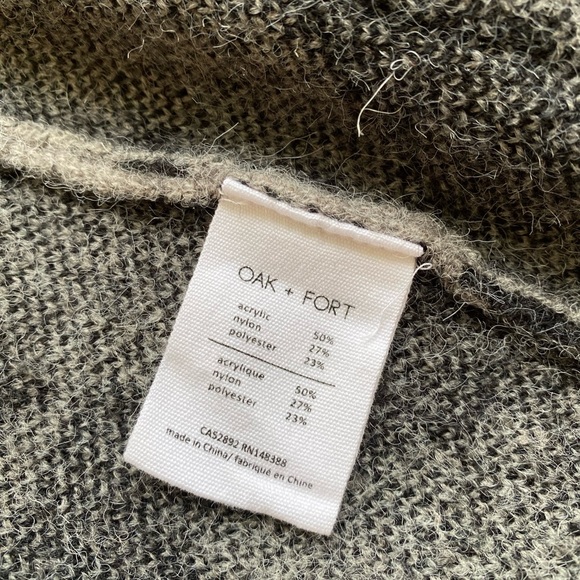 OAK + FORT
acrylic 50%
nylon 27%
polyester 23%
acrylique 50%
nylon 27%
polyester 23%
CA52892 RN148388
made in China/ fabriqué en Chine